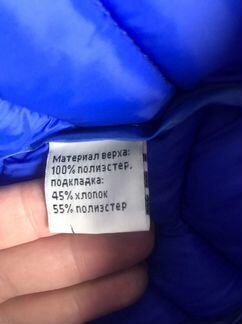 Материал верха:
100% полиэстер,
подкладка:
45% хлопок
55% полиэстер